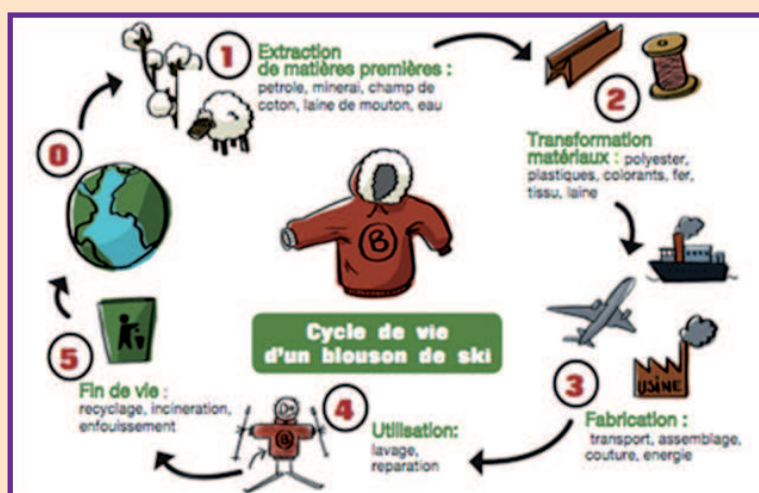 0
1
Extraction
de matières premières :
petrole, minerai, champ de
coton, laine de mouton, eau
2
Transformation
matériaux : polyester,
plastiques, colorants, fer,
tissu, laine
B
Cycle de vie
d'un blouson de ski
USINE
3
Fabrication :
transport, assemblage,
couture, energie
4
Utilisation:
lavage,
reparation
B
5
Fin de vie :
recyclage, incineration,
enfouissement